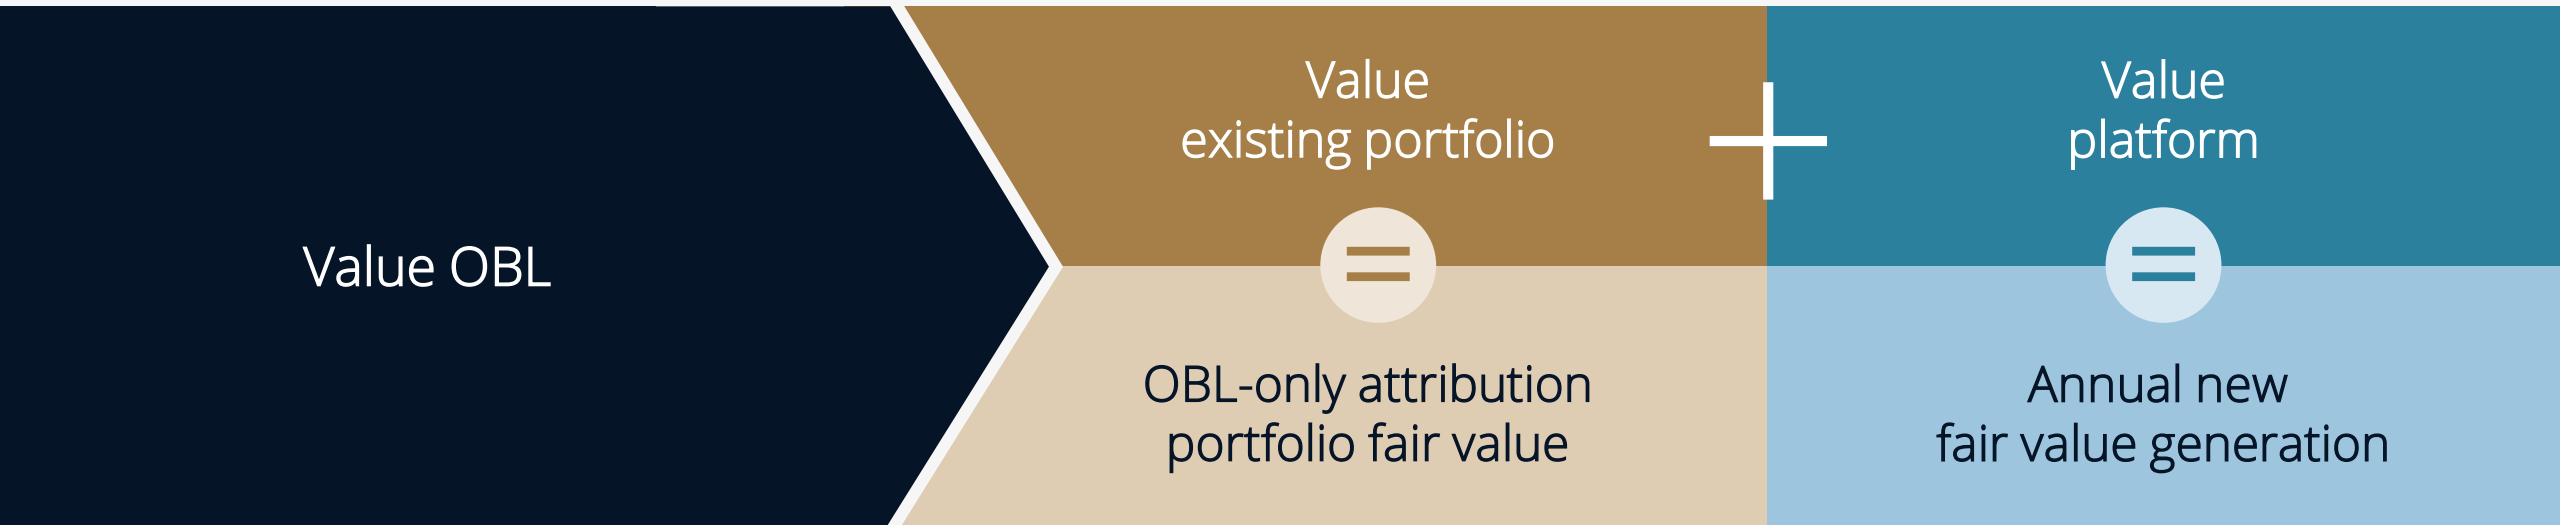 Value OBL
Value
existing portfolio
+
Value
platform
=
=
OBL-only attribution
portfolio fair value
Annual new
fair value generation